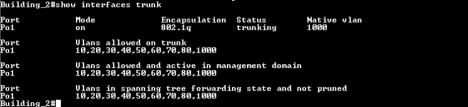 Building_2#show interfaces trunk
Port Mode Encapsulation Status Native vlan
Po1 on 802.1q trunking 1000
Port Vlans allowed on trunk
Po1 10,20,30,40,50,60,70,80,1000
Port Vlans allowed and active in management domain
Po1 10,20,30,40,50,60,70,80,1000
Port Vlans in spanning tree forwarding state and not pruned
Po1 10,20,30,40,50,60,70,80,1000
Building_2#